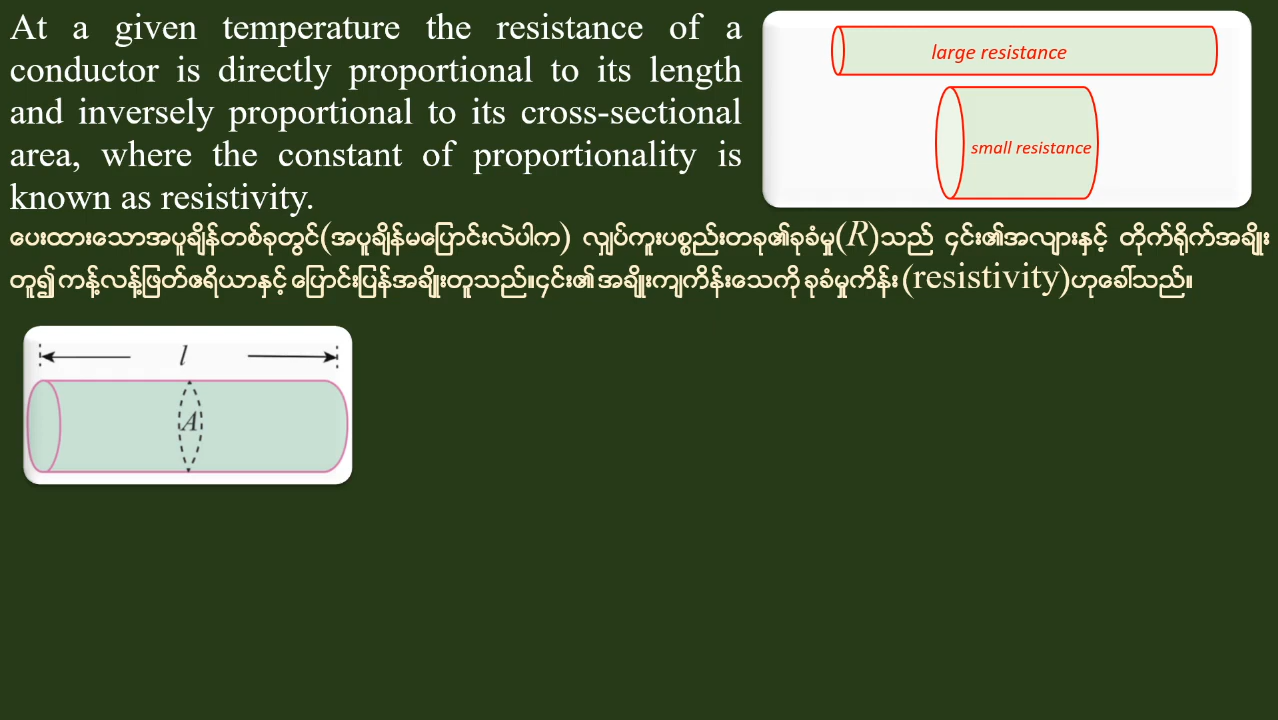 At a given temperature the resistance of a
conductor is directly proportional to its length
and inversely proportional to its cross-sectional
area, where the constant of proportionality is
known as resistivity.
large resistance
small resistance
ပေးထားသောအပူချိန်တစ်ခုတွင်(အပူချိန်မပြောင်းလဲပါက) လျှပ်ကူးပစ္စည်းတခု၏ခုခံမှု(R)သည် ၄င်း၏အလျားနှင့် တိုက်ရိုက်အချိုး
တူ၍ ကန့်လန့်ဖြတ်ဧရိယာနှင့် ပြောင်းပြန်အချိုးတူသည်။၄င်း၏ အချိုးကျကိန်းသေကို ခုခံမှုကိန်း (resistivity)ဟုခေါ်သည်။
l
A